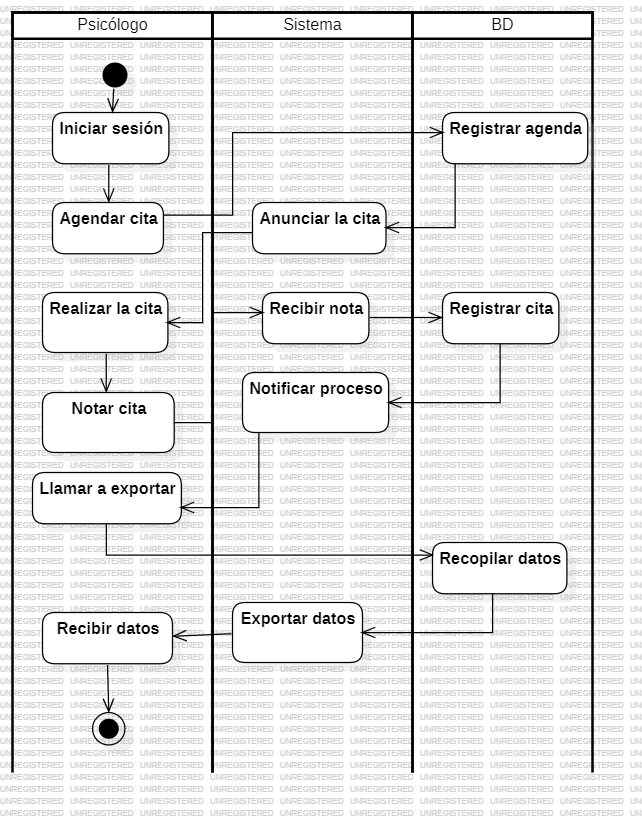 Psicólogo Sistema BD
Iniciar sesión Registrar agenda
Agendar cita Anunciar la cita
Realizar la cita Recibir nota Registrar cita
Notificar proceso
Notar cita
Llamar a exportar
Recopilar datos
Exportar datos
Recibir datos
UNREGISTERED